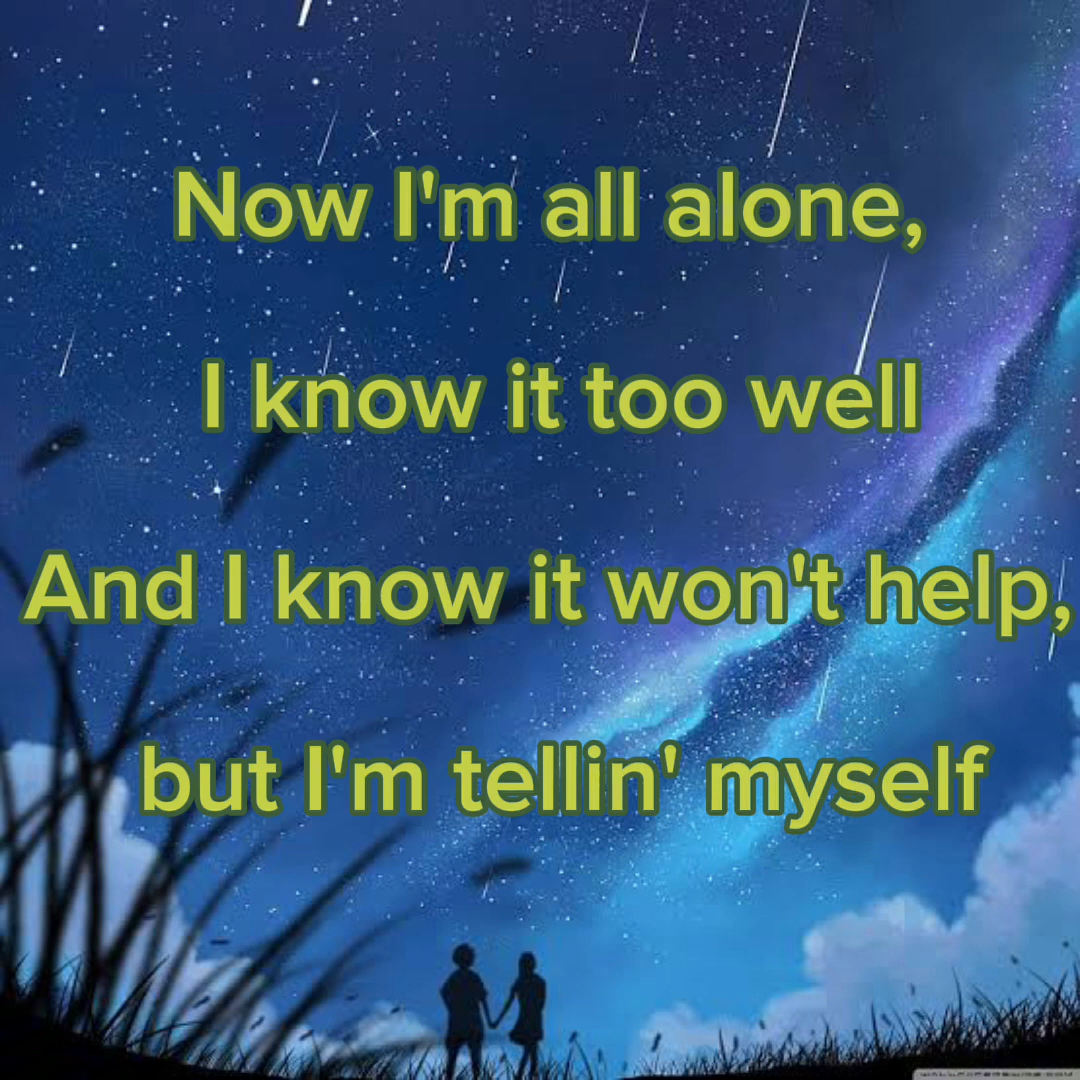 Now I'm all alone,
I know it too well
And I know it won't help,
but I'm tellin' myself